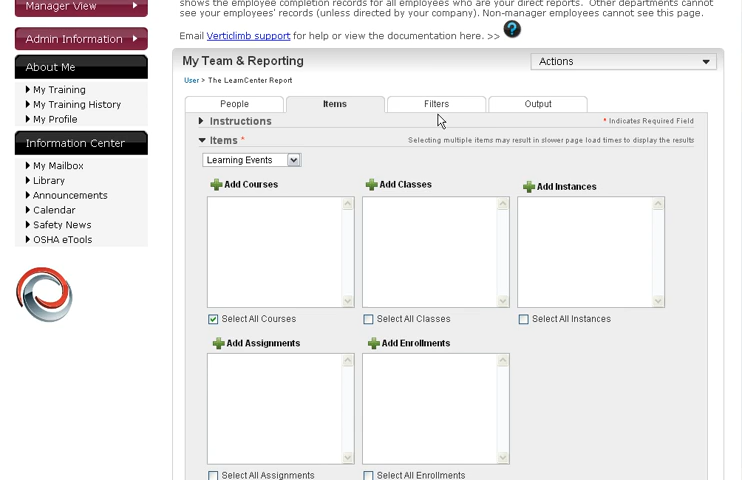 Manager View
shows the employee completion records for all employees who are your direct reports. Other departments cannot
see your employees' records (unless directed by your company). Non-manager employees cannot see this page.
Admin Information
Email Verticlimb support for help or view the documentation here. >> ?
About Me
My Training
My Training History
My Profile
Information Center
My Mailbox
Library
Announcements
Calendar
Safety News
OSHA eTools
My Team & Reporting
Actions
User > The LearnCenter Report
People
Items
Filters
Output
Instructions
* Indicates Required Field
Items *
Selecting multiple items may result in slower page load times to display the results
Learning Events
Add Courses
Add Classes
Add Instances
Select All Courses
Select All Classes
Select All Instances
Add Assignments
Add Enrollments
Select All Assignments
Select All Enrollments